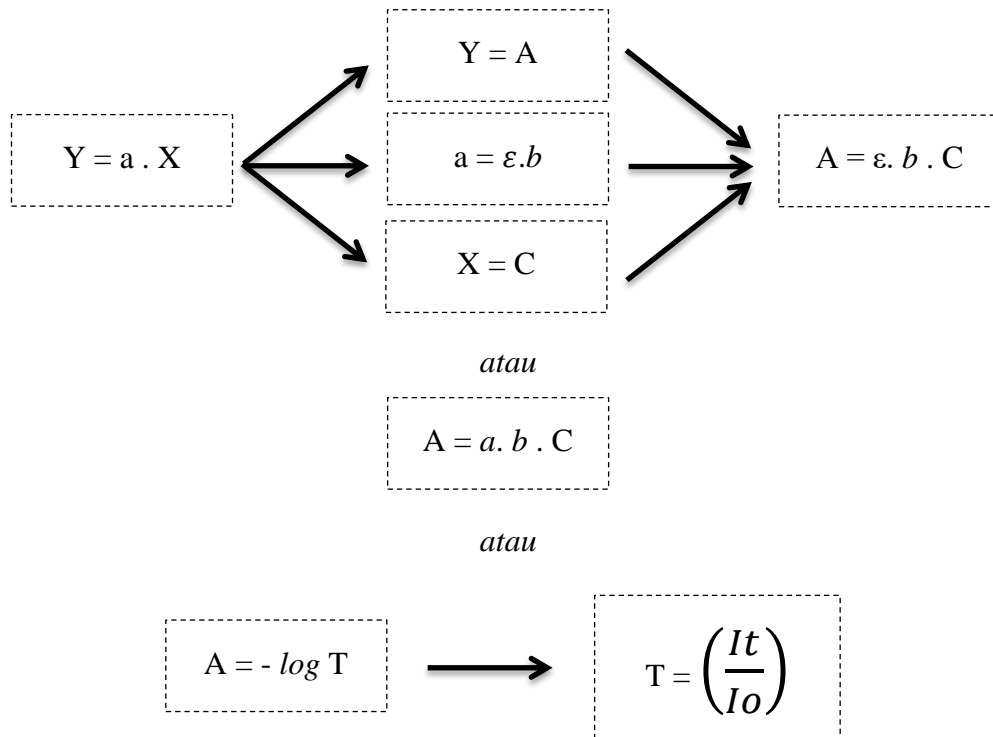 Y = A
Y = a . X
a = ε.b
A = ε. b . C
X = C
atau
A = a. b . C
atau
A = - log T
T = (It/Io)